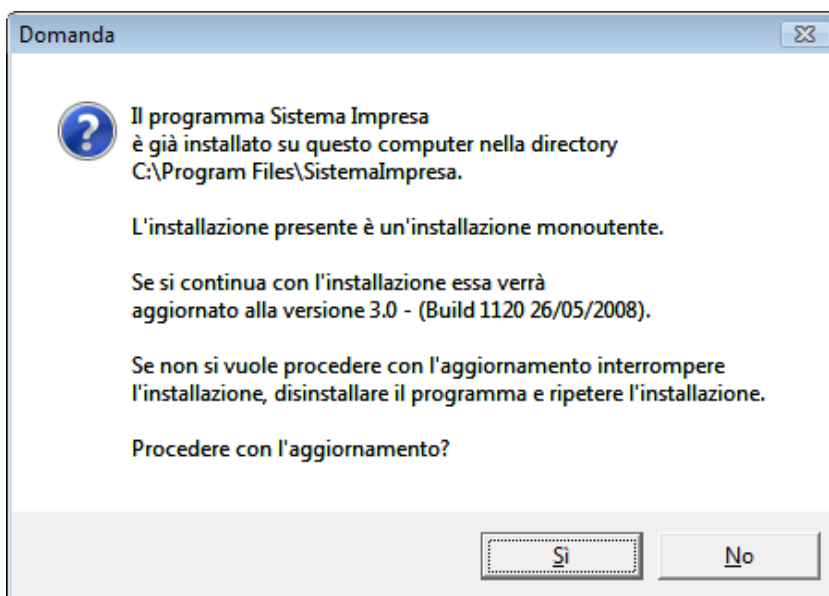 Domanda
Il programma Sistema Impresa
è già installato su questo computer nella directory
C:\Program Files\SistemaImpresa.
L'installazione presente è un'installazione monoutente.
Se si continua con l'installazione essa verrà
aggiornato alla versione 3.0 - (Build 1120 26/05/2008).
Se non si vuole procedere con l'aggiornamento interrompere
l'installazione, disinstallare il programma e ripetere l'installazione.
Procedere con l'aggiornamento?
Sì No